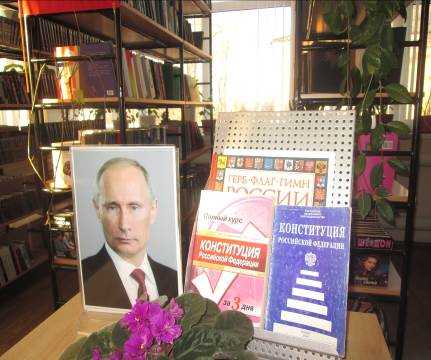 ГЕРБ-ФЛАГ-ГИМН
РОССИИ
Полный курс
КОНСТИТУЦИЯ
Российской Федерации
за 3 дня
КОНСТИТУЦИЯ
РОССИЙСКОЙ ФЕДЕРАЦИИ